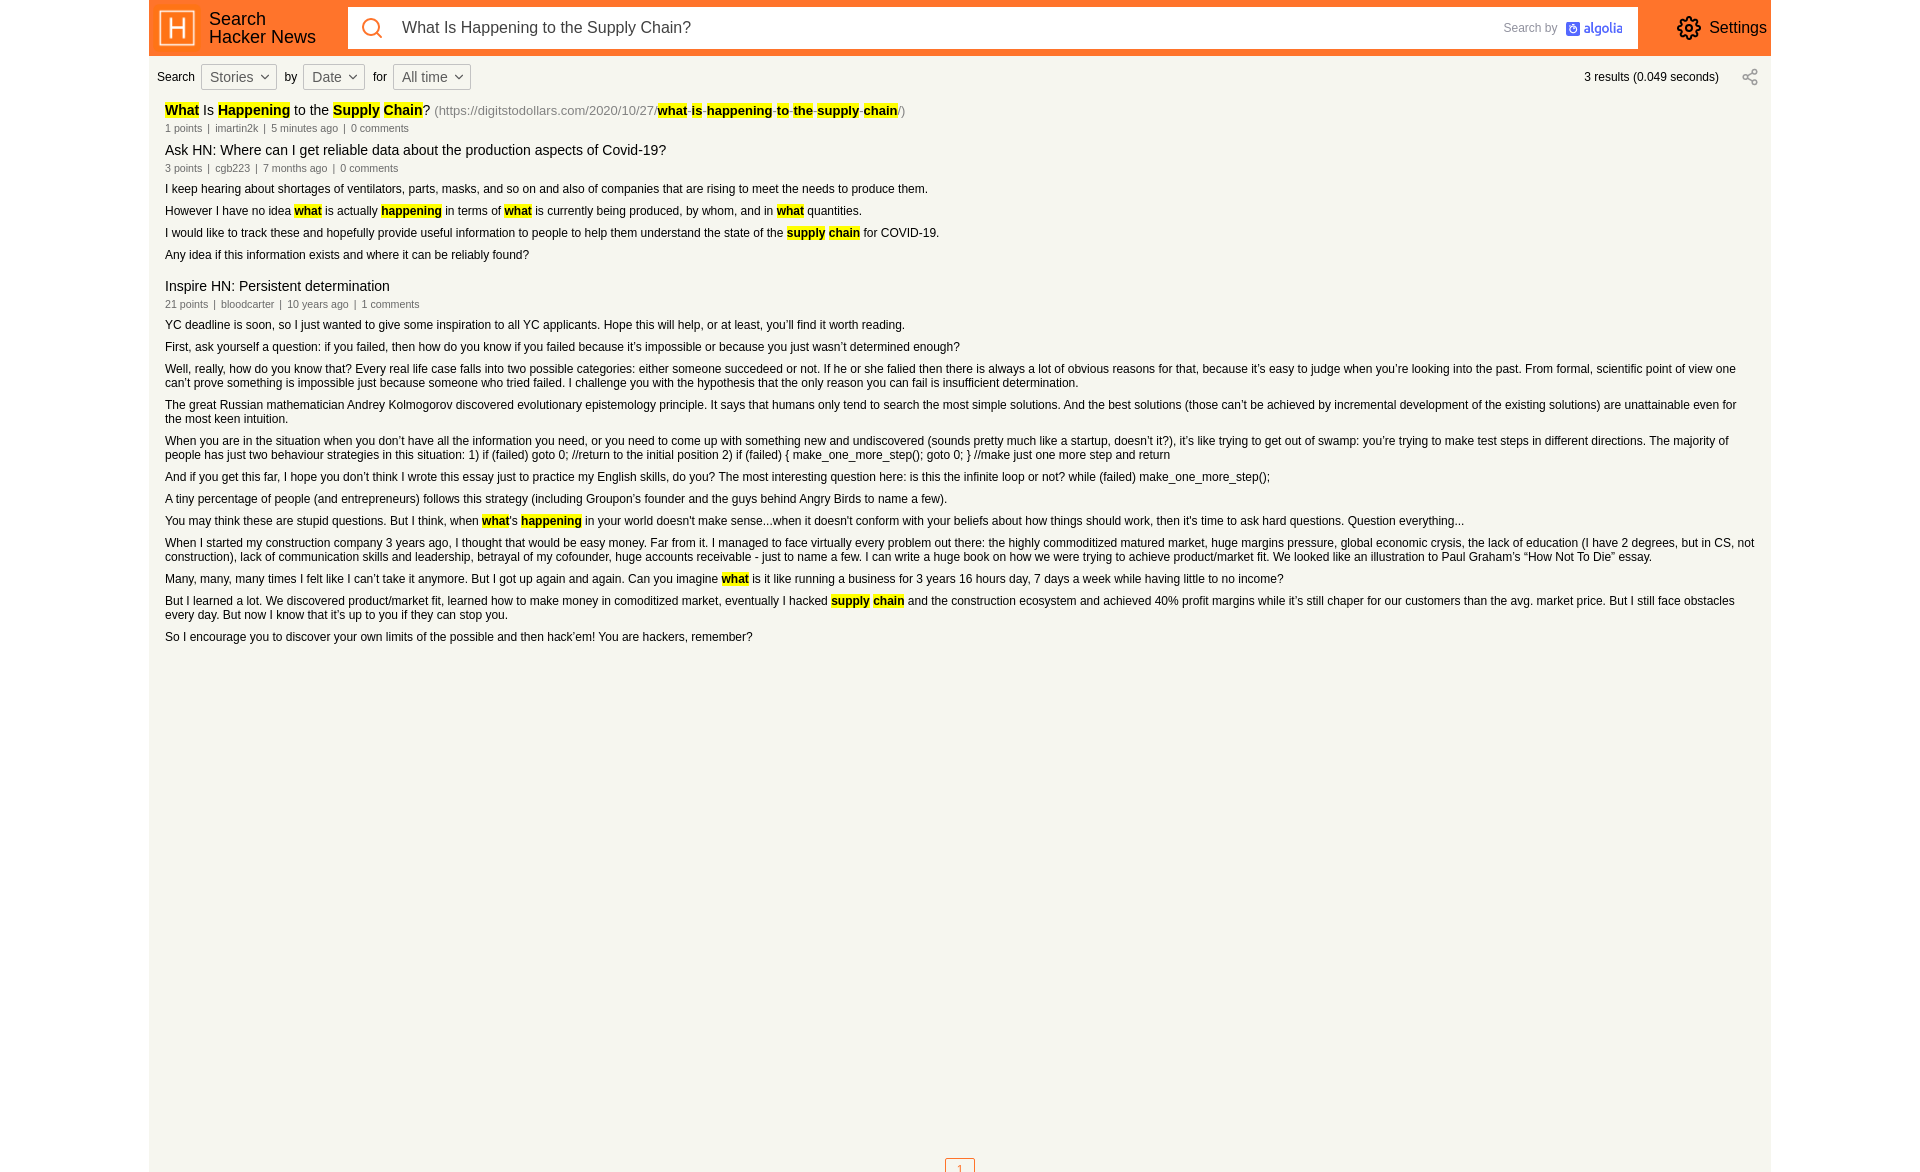 Search
Hacker News
What Is Happening to the Supply Chain?
Search by algolia
Settings
Search Stories by Date for All time
3 results (0.049 seconds)
What Is Happening to the Supply Chain? (https://digitstodollars.com/2020/10/27/what-is-happening-to-the-supply-chain/)
1 points | imartin2k | 5 minutes ago | 0 comments
Ask HN: Where can I get reliable data about the production aspects of Covid-19?
3 points | cgb223 | 7 months ago | 0 comments
I keep hearing about shortages of ventilators, parts, masks, and so on and also of companies that are rising to meet the needs to produce them.
However I have no idea what is actually happening in terms of what is currently being produced, by whom, and in what quantities.
I would like to track these and hopefully provide useful information to people to help them understand the state of the supply chain for COVID-19.
Any idea if this information exists and where it can be reliably found?
Inspire HN: Persistent determination
21 points | bloodcarter | 10 years ago | 1 comments
YC deadline is soon, so I just wanted to give some inspiration to all YC applicants. Hope this will help, or at least, you’ll find it worth reading.
First, ask yourself a question: if you failed, then how do you know if you failed because it’s impossible or because you just wasn’t determined enough?
Well, really, how do you know that? Every real life case falls into two possible categories: either someone succedeed or not. If he or she falied then there is always a lot of obvious reasons for that, because it’s easy to judge when you’re looking into the past. From formal, scientific point of view one
can’t prove something is impossible just because someone who tried failed. I challenge you with the hypothesis that the only reason you can fail is insufficient determination.
The great Russian mathematician Andrey Kolmogorov discovered evolutionary epistemology principle. It says that humans only tend to search the most simple solutions. And the best solutions (those can’t be achieved by incremental development of the existing solutions) are unattainable even for
the most keen intuition.
When you are in the situation when you don’t have all the information you need, or you need to come up with something new and undiscovered (sounds pretty much like a startup, doesn’t it?), it’s like trying to get out of swamp: you’re trying to make test steps in different directions. The majority of
people has just two behaviour strategies in this situation: 1) if (failed) goto 0; //return to the initial position 2) if (failed) { make_one_more_step(); goto 0; } //make just one more step and return
And if you get this far, I hope you don’t think I wrote this essay just to practice my English skills, do you? The most interesting question here: is this the infinite loop or not? while (failed) make_one_more_step();
A tiny percentage of people (and entrepreneurs) follows this strategy (including Groupon’s founder and the guys behind Angry Birds to name a few).
You may think these are stupid questions. But I think, when what's happening in your world doesn't make sense...when it doesn't conform with your beliefs about how things should work, then it's time to ask hard questions. Question everything...
When I started my construction company 3 years ago, I thought that would be easy money. Far from it. I managed to face virtually every problem out there: the highly commoditized matured market, huge margins pressure, global economic crysis, the lack of education (I have 2 degrees, but in CS, not
construction), lack of communication skills and leadership, betrayal of my cofounder, huge accounts receivable - just to name a few. I can write a huge book on how we were trying to achieve product/market fit. We looked like an illustration to Paul Graham’s “How Not To Die” essay.
Many, many, many times I felt like I can’t take it anymore. But I got up again and again. Can you imagine what is it like running a business for 3 years 16 hours day, 7 days a week while having little to no income?
But I learned a lot. We discovered product/market fit, learned how to make money in comoditized market, eventually I hacked supply chain and the construction ecosystem and achieved 40% profit margins while it’s still chaper for our customers than the avg. market price. But I still face obstacles
every day. But now I know that it’s up to you if they can stop you.
So I encourage you to discover your own limits of the possible and then hack’em! You are hackers, remember?
1